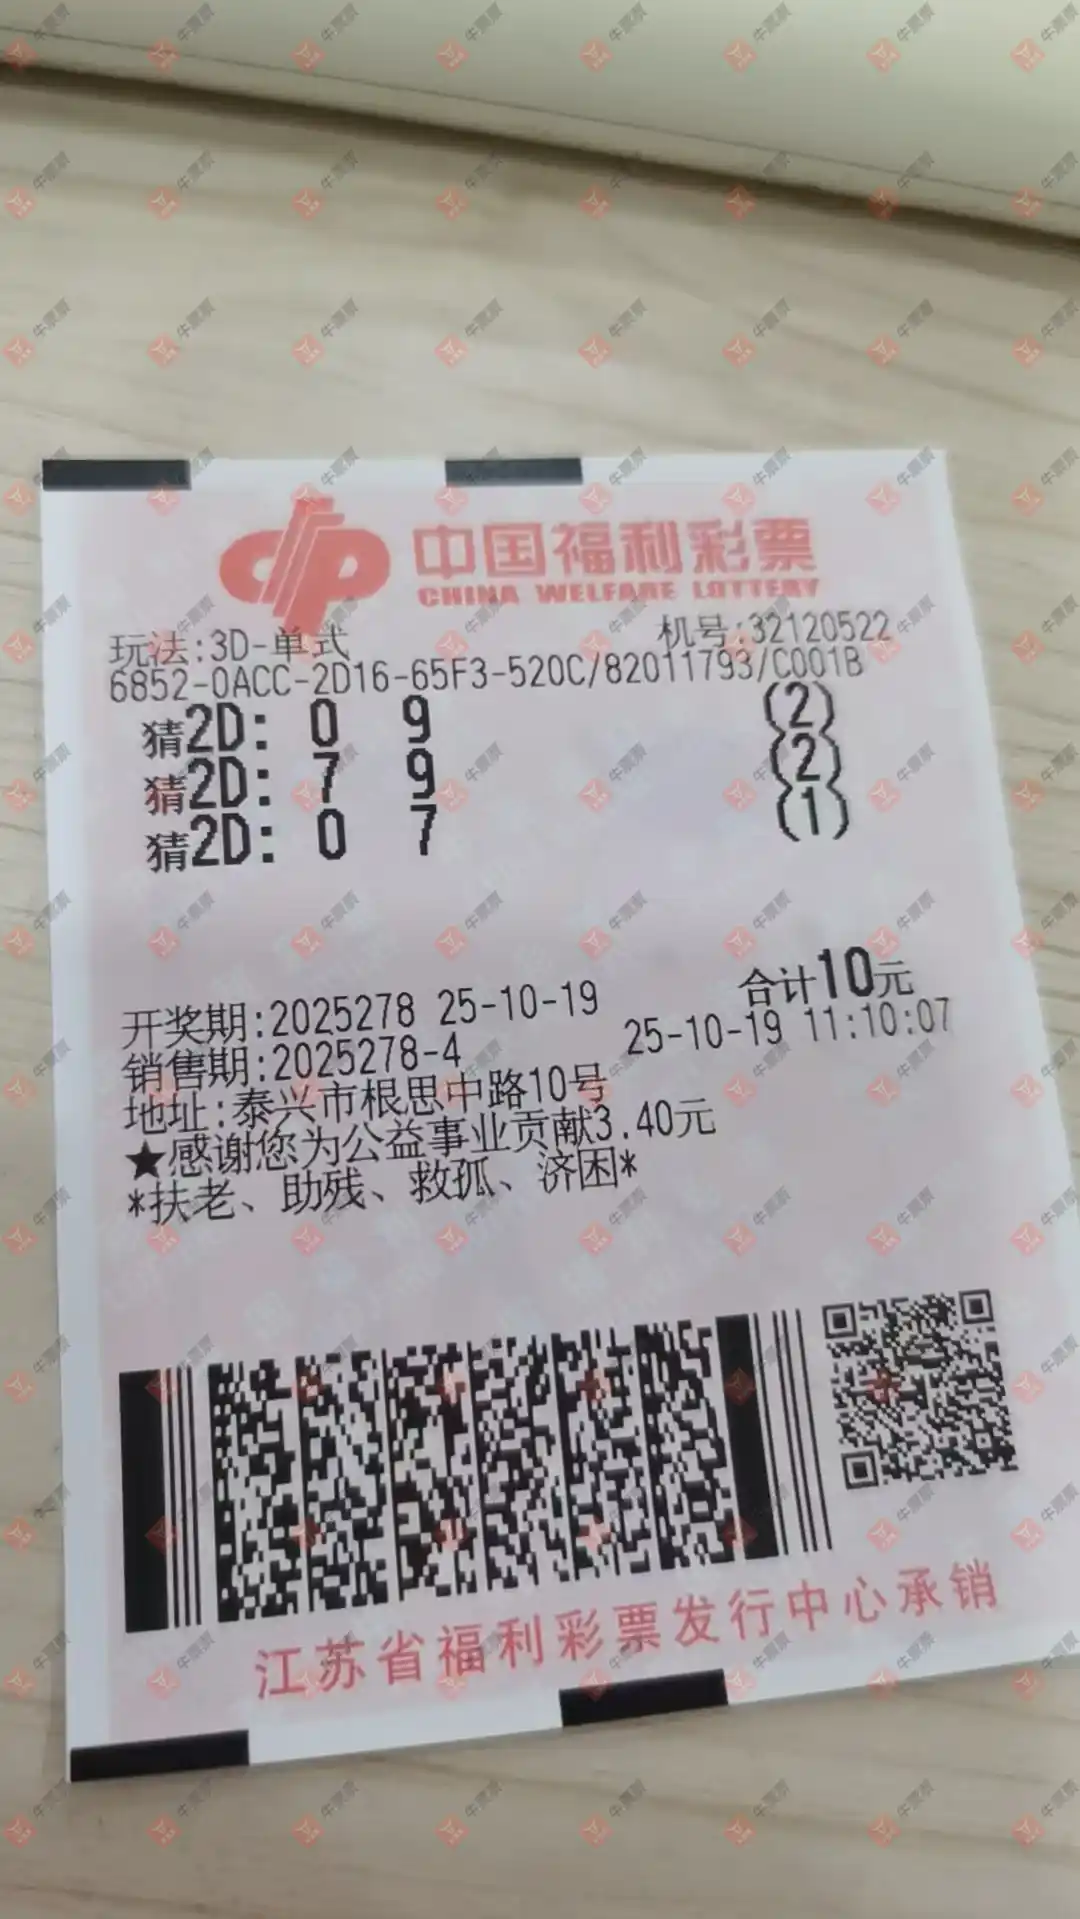 中国福利彩票
CHINA WELFARE LOTTERY
玩法:3D-单式 机号:32120522
6852-0ACC-2D16-65F3-520C/82011793/C001B
猜2D: 0 9 (2)
猜2D: 7 9 (2)
猜2D: 0 7 (1)
合计10元
开奖期:2025278 25-10-19
销售期:2025278-4 25-10-19 11:10:07
地址:泰兴市根思中路10号
★感谢您为公益事业贡献3.40元
*扶老、助残、救孤、济困*
江苏省福利彩票发行中心承销
牛票票